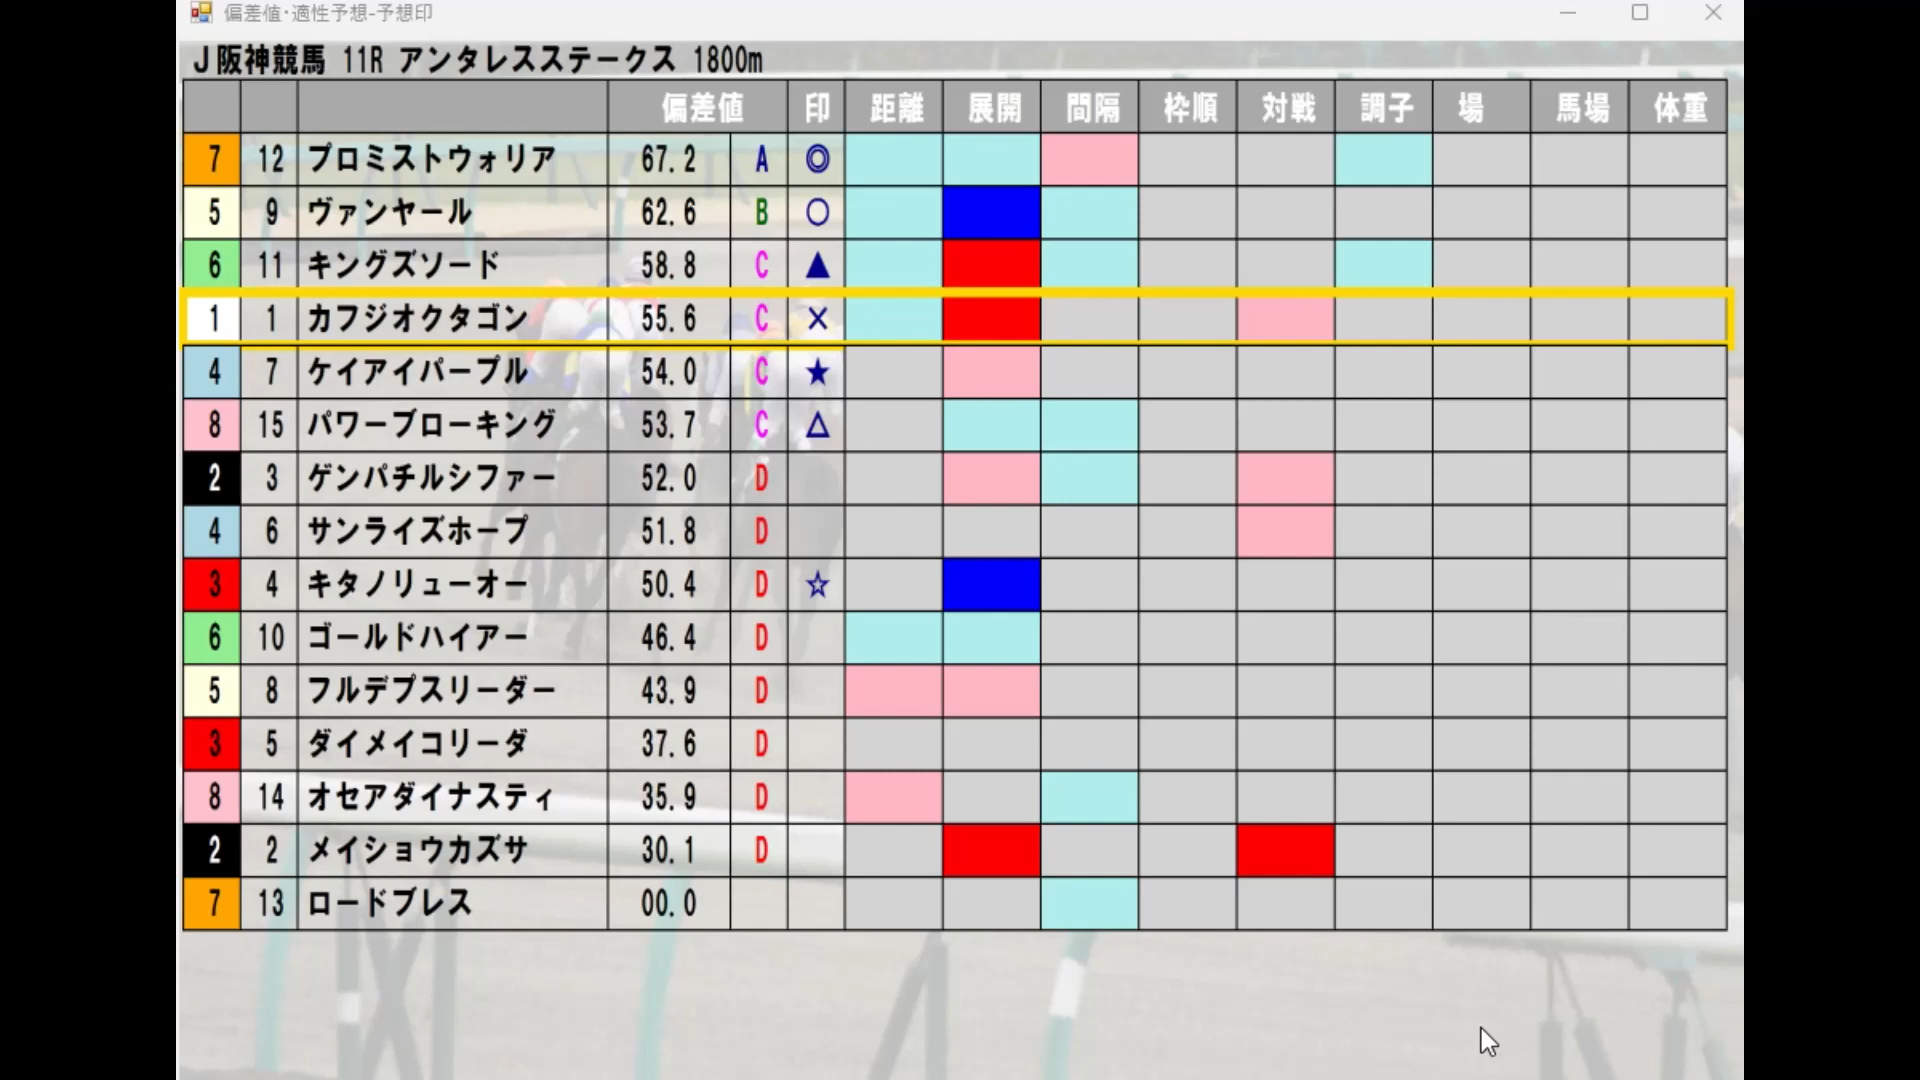 偏差値・適性予想-予想印
J阪神競馬 11R アンタレスステークス 1800m
偏差値 印 距離 展開 間隔 枠順 対戦 調子 場 馬場 体重
7 12 プロミストウォリア 67.2 A ◎
5 9 ヴァンヤール 62.6 B ○
6 11 キングズソード 58.8 C ▲
1 1 カフジオクタゴン 55.6 C ×
4 7 ケイアイパープル 54.0 C ★
8 15 パワーブローキング 53.7 C △
2 3 ゲンパチルシファー 52.0 D
4 6 サンライズホープ 51.8 D
3 4 キタノリューオー 50.4 D ☆
6 10 ゴールドハイアー 46.4 D
5 8 フルデプスリーダー 43.9 D
3 5 ダイメイコリーダ 37.6 D
8 14 オセアダイナスティ 35.9 D
2 2 メイショウカズサ 30.1 D
7 13 ロードブレス 00.0